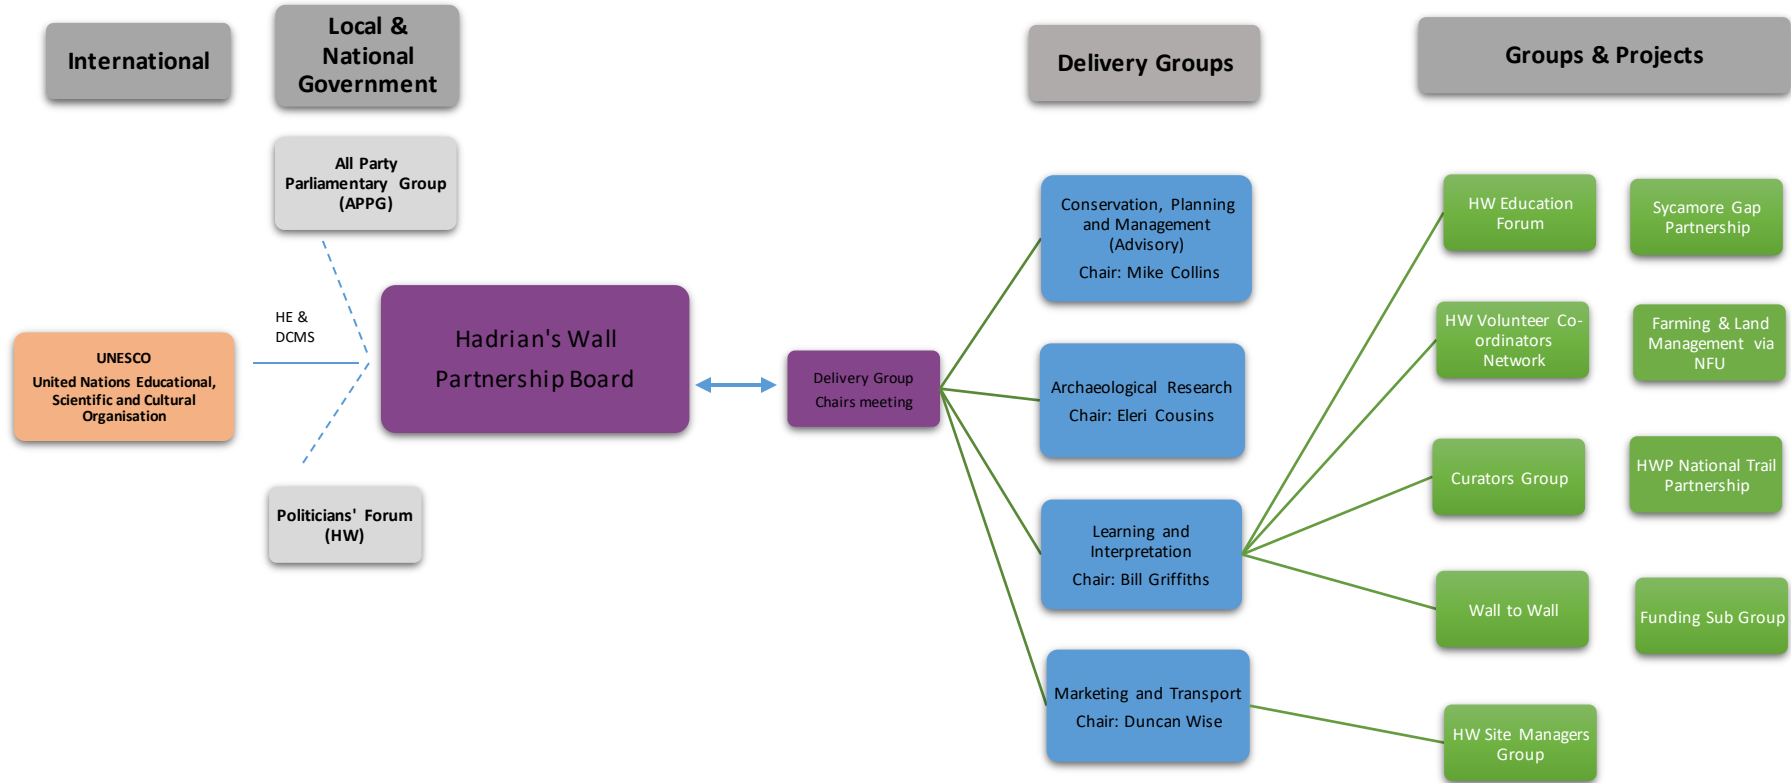 International
Local &
National
Government
Delivery Groups
Groups & Projects
All Party
Parliamentary Group
(APPG)
HE &
DCMS
UNESCO
United Nations Educational,
Scientific and Cultural
Organisation
Politicians' Forum
(HW)
Hadrian's Wall
Partnership Board
Delivery Group
Chairs meeting
Conservation, Planning
and Management
(Advisory)
Chair: Mike Collins
Archaeological Research
Chair: Eleri Cousins
Learning and
Interpretation
Chair: Bill Griffiths
Marketing and Transport
Chair: Duncan Wise
HW Education
Forum
HW Volunteer Co-
ordinators
Network
Curators Group
Wall to Wall
HW Site Managers
Group
Sycamore Gap
Partnership
Farming & Land
Management via
NFU
HWP National Trail
Partnership
Funding Sub Group